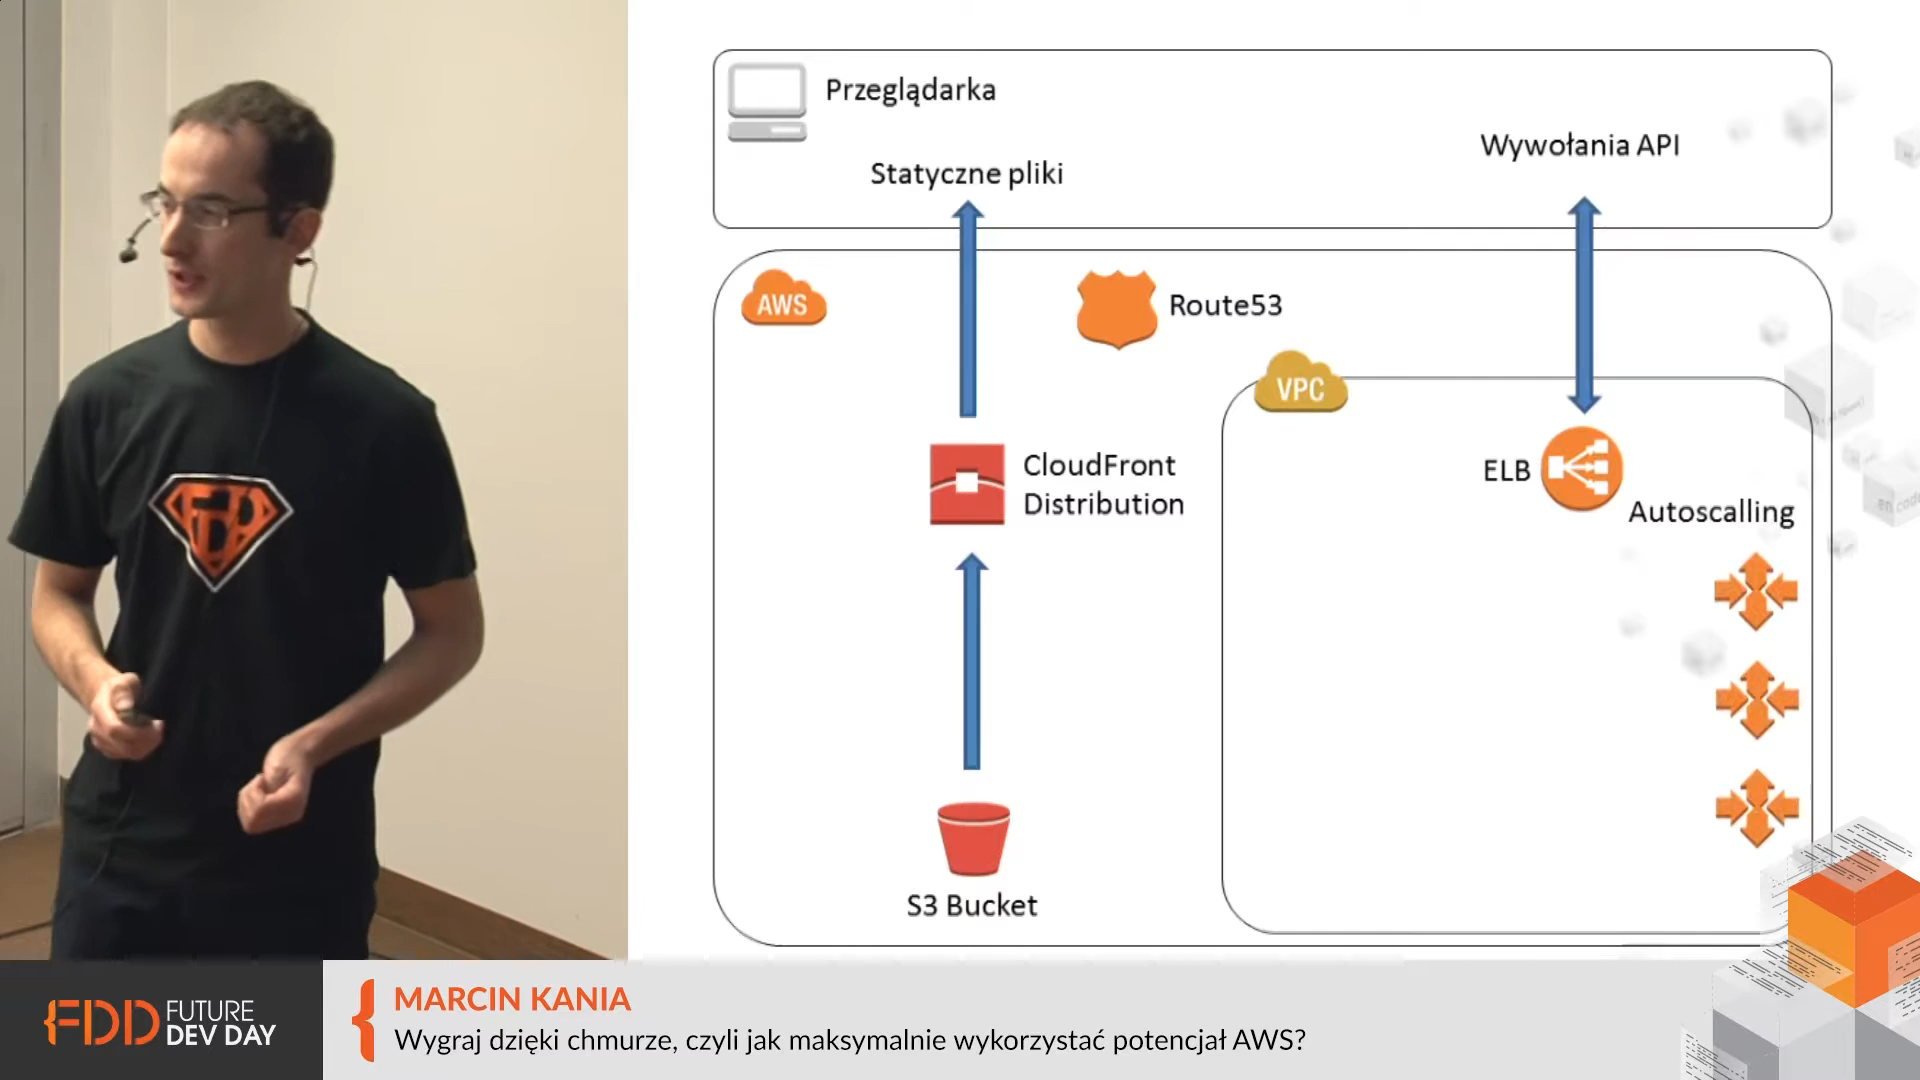 Przeglądarka
Statyczne pliki
Wywołania API
AWS
Route53
VPC
CloudFront
Distribution
ELB
Autoscalling
S3 Bucket
FDD
FDD FUTURE
DEV DAY
MARCIN KANIA
Wygraj dzięki chmurze, czyli jak maksymalnie wykorzystać potencjał AWS?